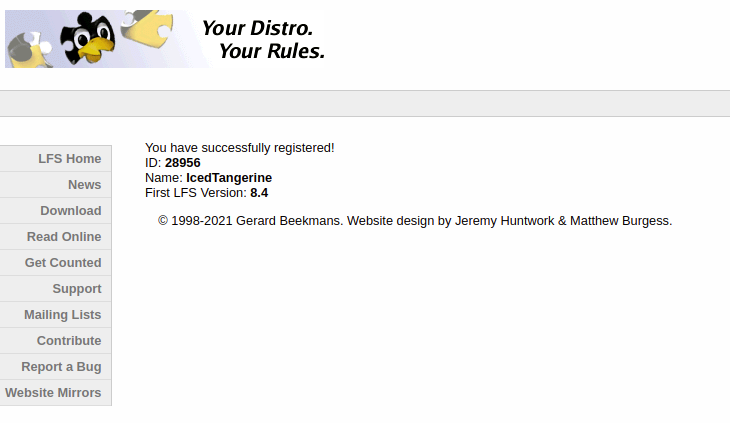 Your Distro.
Your Rules.
LFS Home
News
Download
Read Online
Get Counted
Support
Mailing Lists
Contribute
Report a Bug
Website Mirrors
You have successfully registered!
ID: 28956
Name: IcedTangerine
First LFS Version: 8.4
© 1998-2021 Gerard Beekmans. Website design by Jeremy Huntwork & Matthew Burgess.